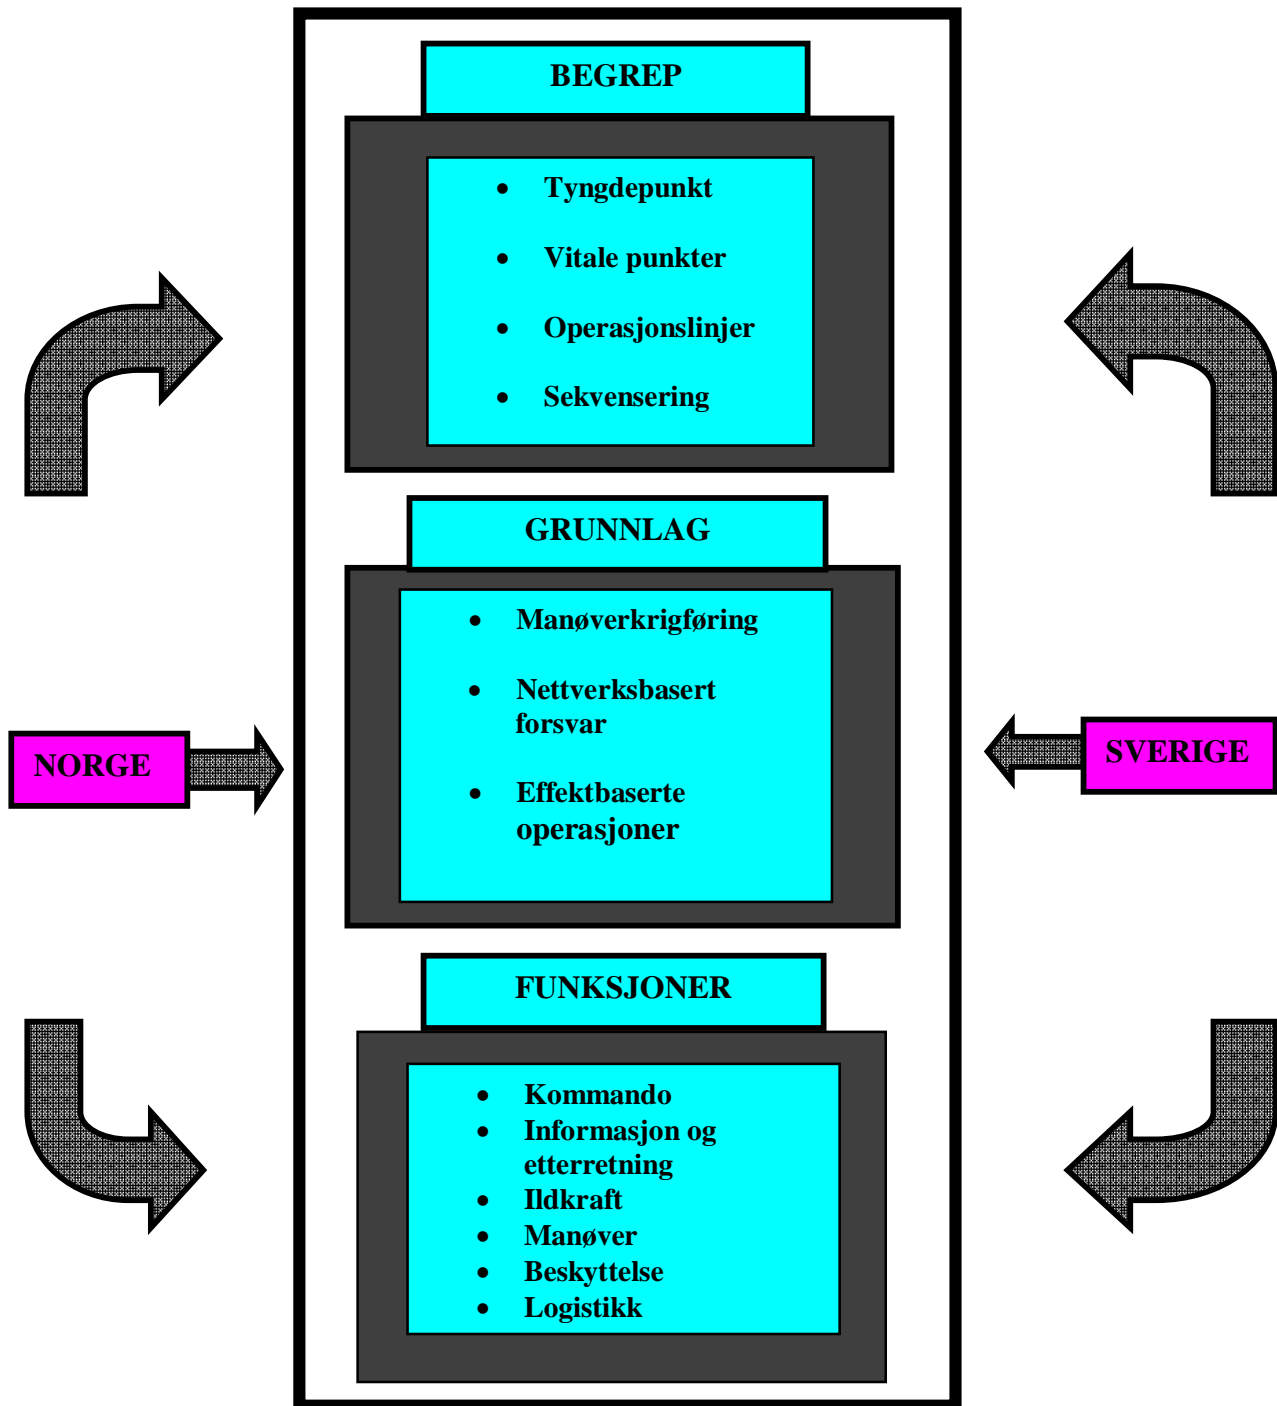 BEGREP
• Tyngdepunkt
• Vitale punkter
• Operasjonslinjer
• Sekvensering
GRUNNLAG
• Manøverkrigføring
• Nettverksbasert
forsvar
• Effektbaserte
operasjoner
NORGE
SVERIGE
FUNKSJONER
• Kommando
• Informasjon og
etterretning
• Ildkraft
• Manøver
• Beskyttelse
• Logistikk